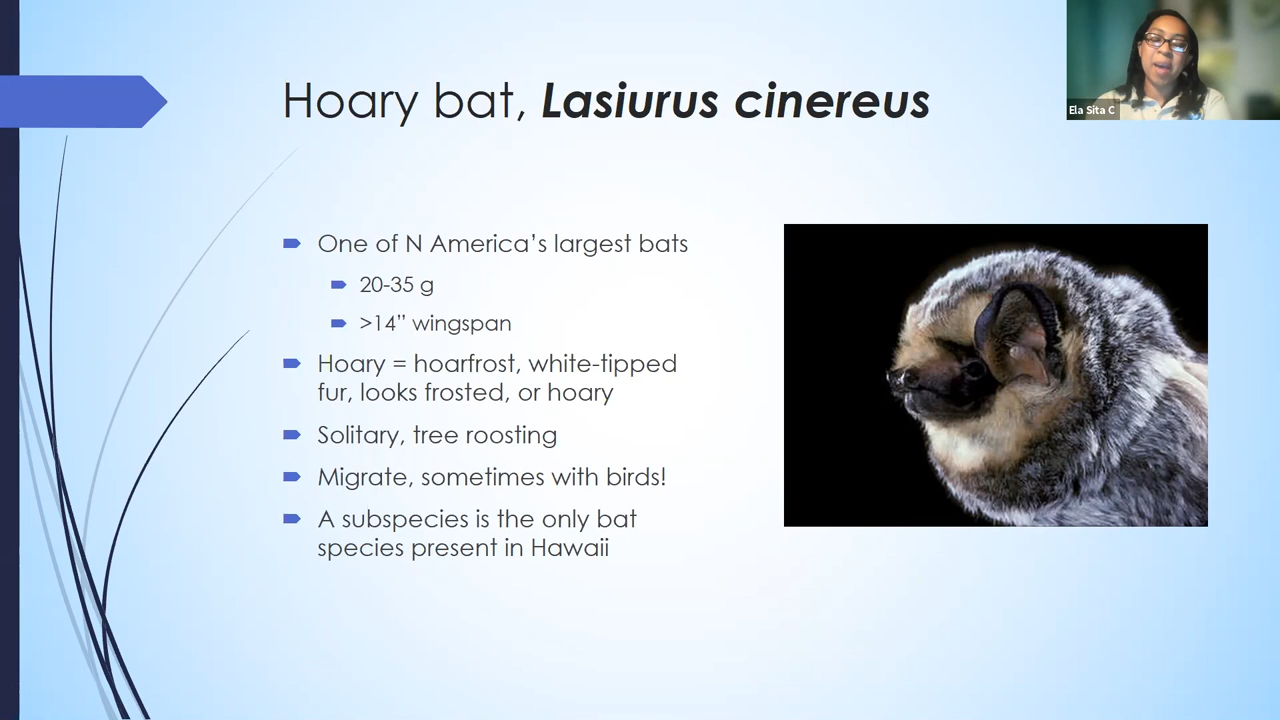 Hoary bat, Lasiurus cinereus
Ela Sita C
One of N America’s largest bats
20-35 g
>14” wingspan
Hoary = hoarfrost, white-tipped
fur, looks frosted, or hoary
Solitary, tree roosting
Migrate, sometimes with birds!
A subspecies is the only bat
species present in Hawaii